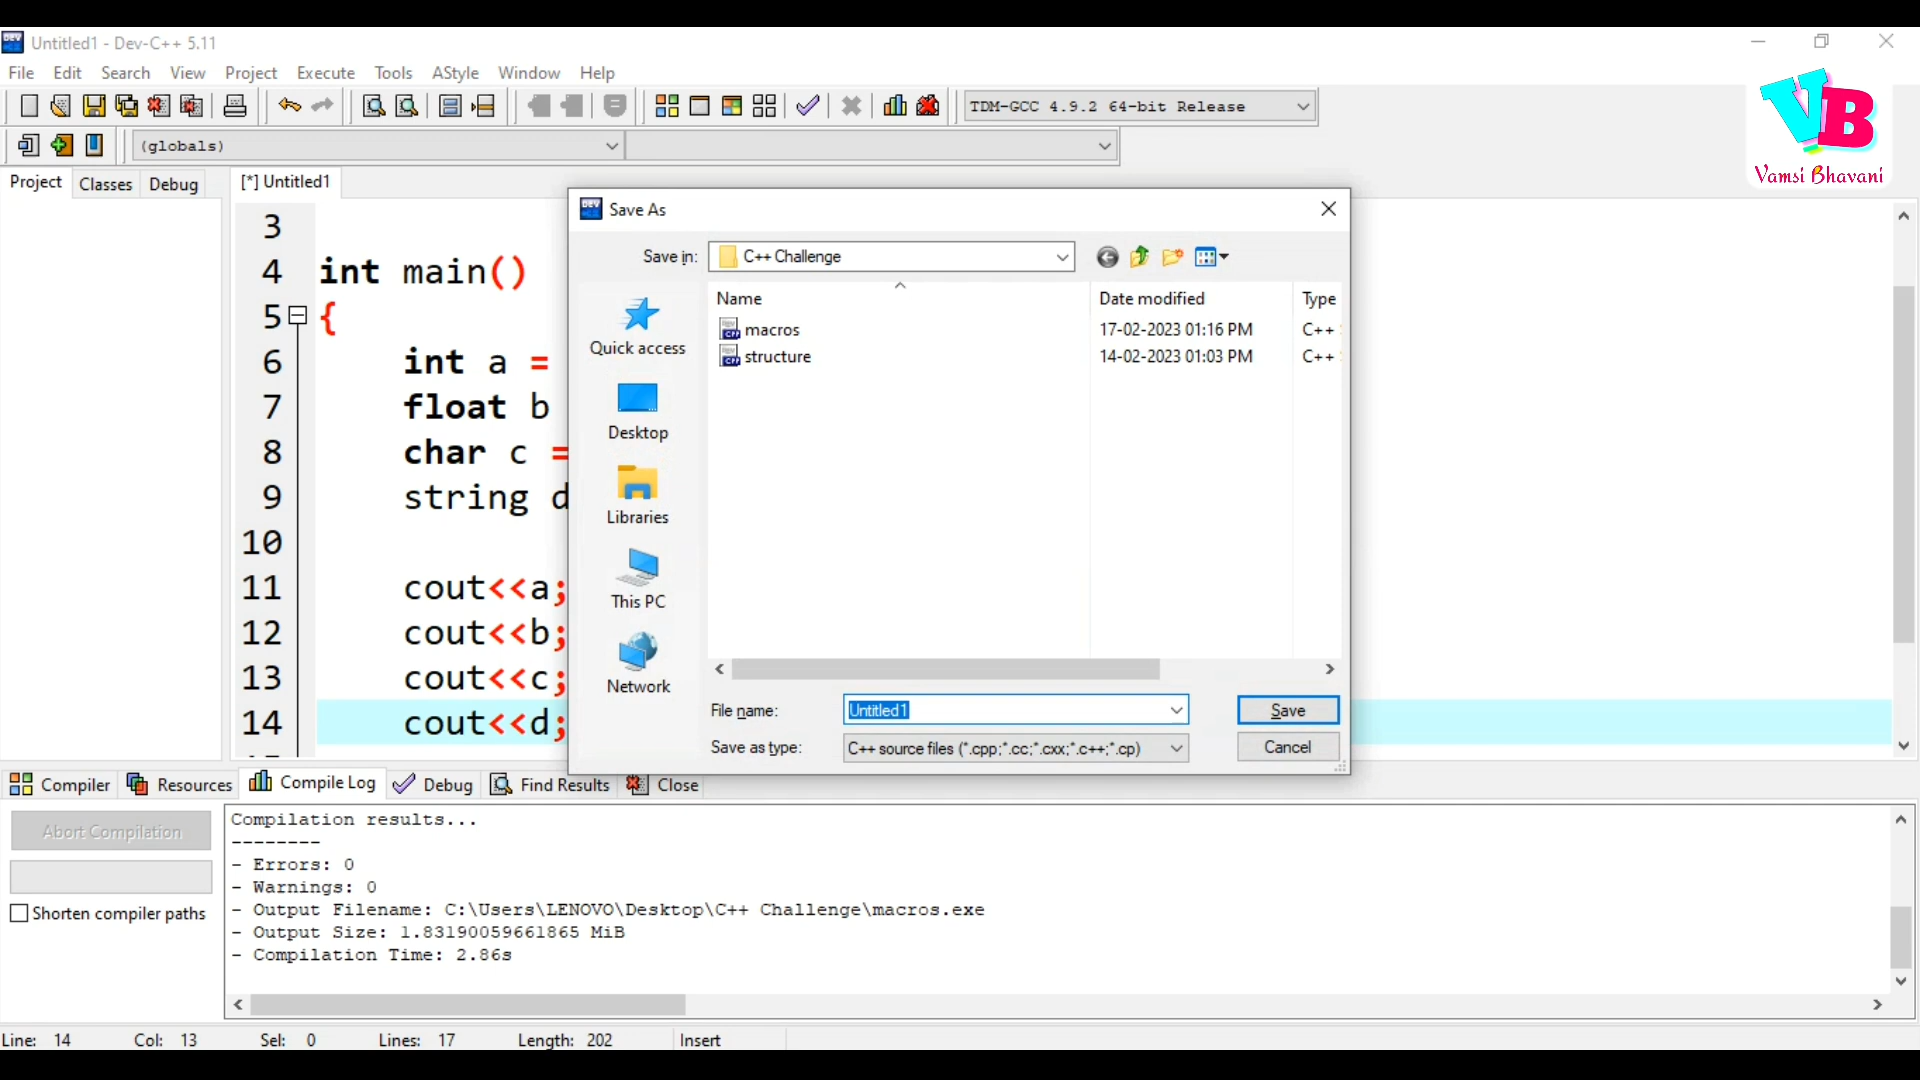 Untitled1 - Dev-C++ 5.11
File Edit Search View Project Execute Tools AStyle Window Help
TDM-GCC 4.9.2 64-bit Release
VB
Vamsi Bhavani
(globals)
Project Classes Debug
[*] Untitled1
3
4 int main()
5 {
6 int a =
7 float b
8 char c =
9 string d
10
11 cout<<a;
12 cout<<b;
13 cout<<c;
14 cout<<d;
Save As
Save in: C++ Challenge
Name Date modified Type
macros 17-02-2023 01:16 PM C++
structure 14-02-2023 01:03 PM C++
Quick access
Desktop
Libraries
This PC
Network
File name: Untitled1 Save
Save as type: C++ source files (*.cpp;*.cc;*.cxx;*.c++;*.cp) Cancel
Compiler Resources Compile Log Debug Find Results Close
Abort Compilation
Shorten compiler paths
Compilation results...
--------
- Errors: 0
- Warnings: 0
- Output Filename: C:\Users\LENOVO\Desktop\C++ Challenge\macros.exe
- Output Size: 1.83190059661865 MiB
- Compilation Time: 2.86s
Line: 14 Col: 13 Sel: 0 Lines: 17 Length: 202 Insert